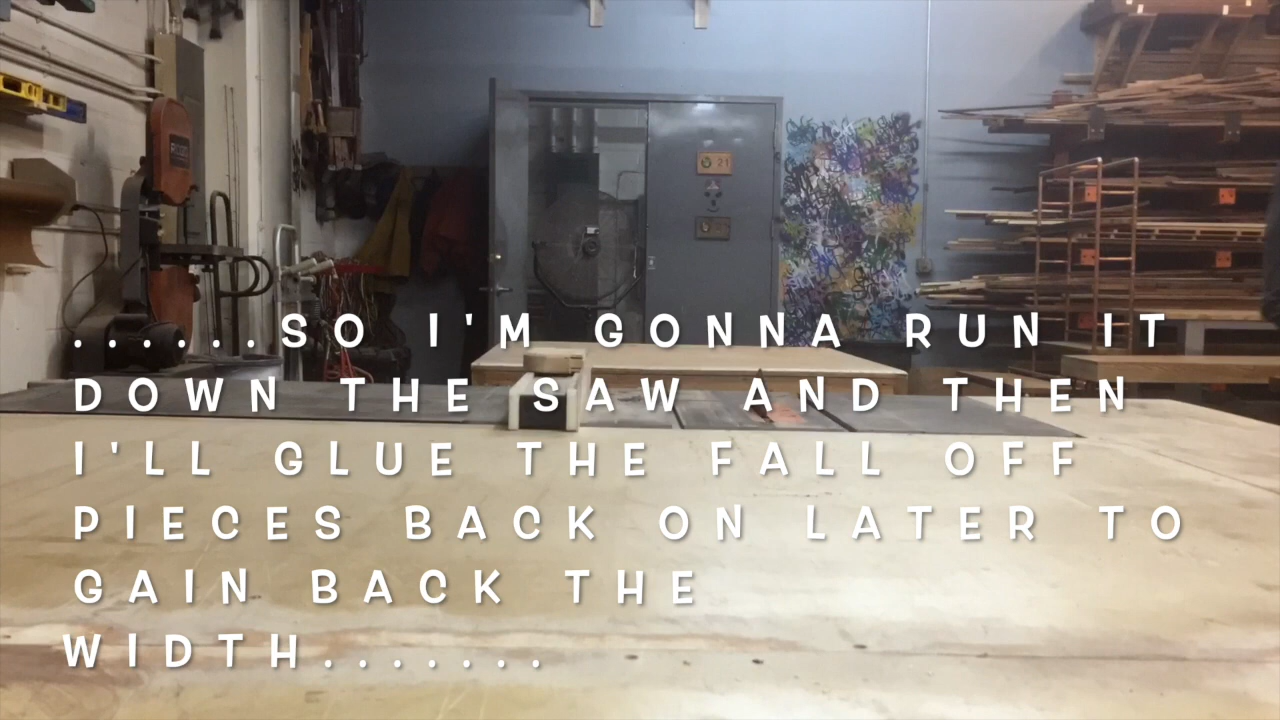 21
......SO I'M GONNA RUN IT
DOWN THE SAW AND THEN
I'LL GLUE THE FALL OFF
PIECES BACK ON LATER TO
GAIN BACK THE
WIDTH.......